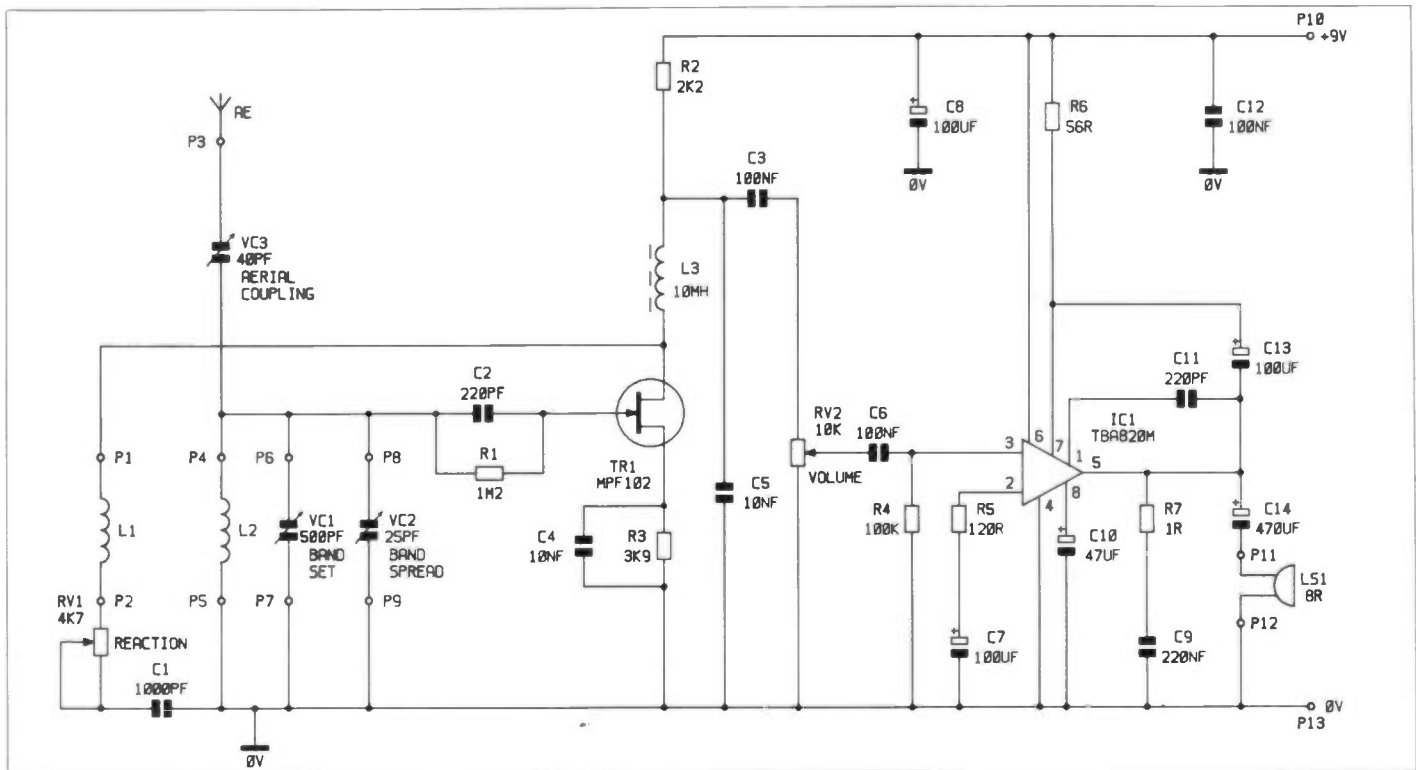 P10
+9V
R2
2K2
AE
P3
C8
100UF
R6
56R
C12
100NF
0V
0V
C3
100NF
VC3
40PF
AERIAL
COUPLING
L3
10MH
C13
100UF
C2
220PF
C11
220PF
RV2
10K
VOLUME
C6
100NF
IC1
TBA820M
3
6
7
1
5
2
4
8
P1
P4
P6
P8
R1
1M2
TR1
MPF102
C5
10NF
L1
L2
VC1
500PF
BAND
SET
VC2
25PF
BAND
SPREAD
C4
10NF
R3
3K9
R4
100K
R5
120R
C10
47UF
R7
1R
C14
470UF
P11
LS1
8R
P12
P2
P5
P7
P9
RV1
4K7
REACTION
C7
100UF
C9
220NF
C1
1000PF
0V
P13
0V